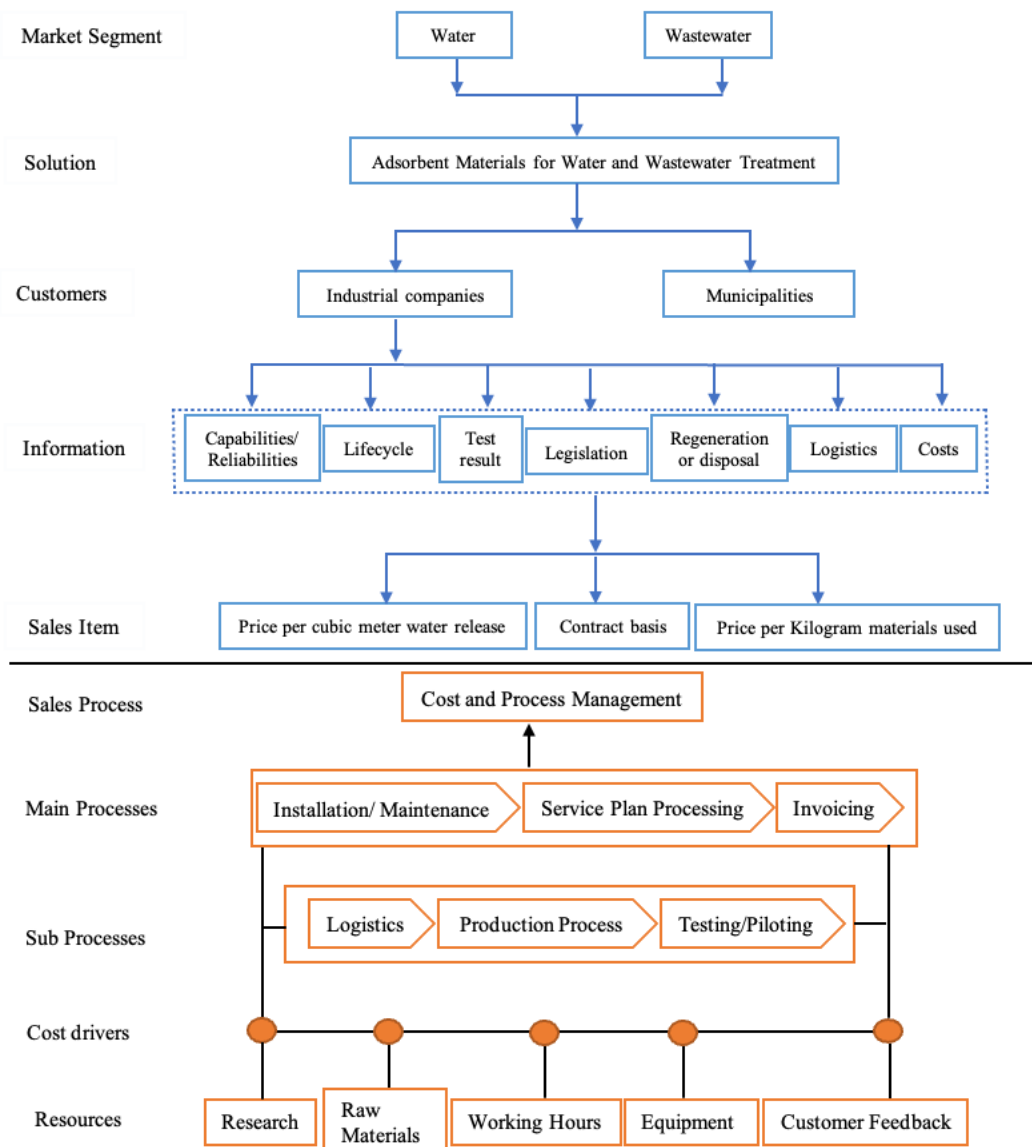 Market Segment
Water
Wastewater
Solution
Adsorbent Materials for Water and Wastewater Treatment
Customers
Industrial companies
Municipalities
Information
Capabilities/
Reliabilities
Lifecycle
Test
result
Legislation
Regeneration
or disposal
Logistics
Costs
Sales Item
Price per cubic meter water release
Contract basis
Price per Kilogram materials used
Sales Process
Cost and Process Management
Main Processes
Installation/ Maintenance
Service Plan Processing
Invoicing
Sub Processes
Logistics
Production Process
Testing/Piloting
Cost drivers
Resources
Research
Raw
Materials
Working Hours
Equipment
Customer Feedback